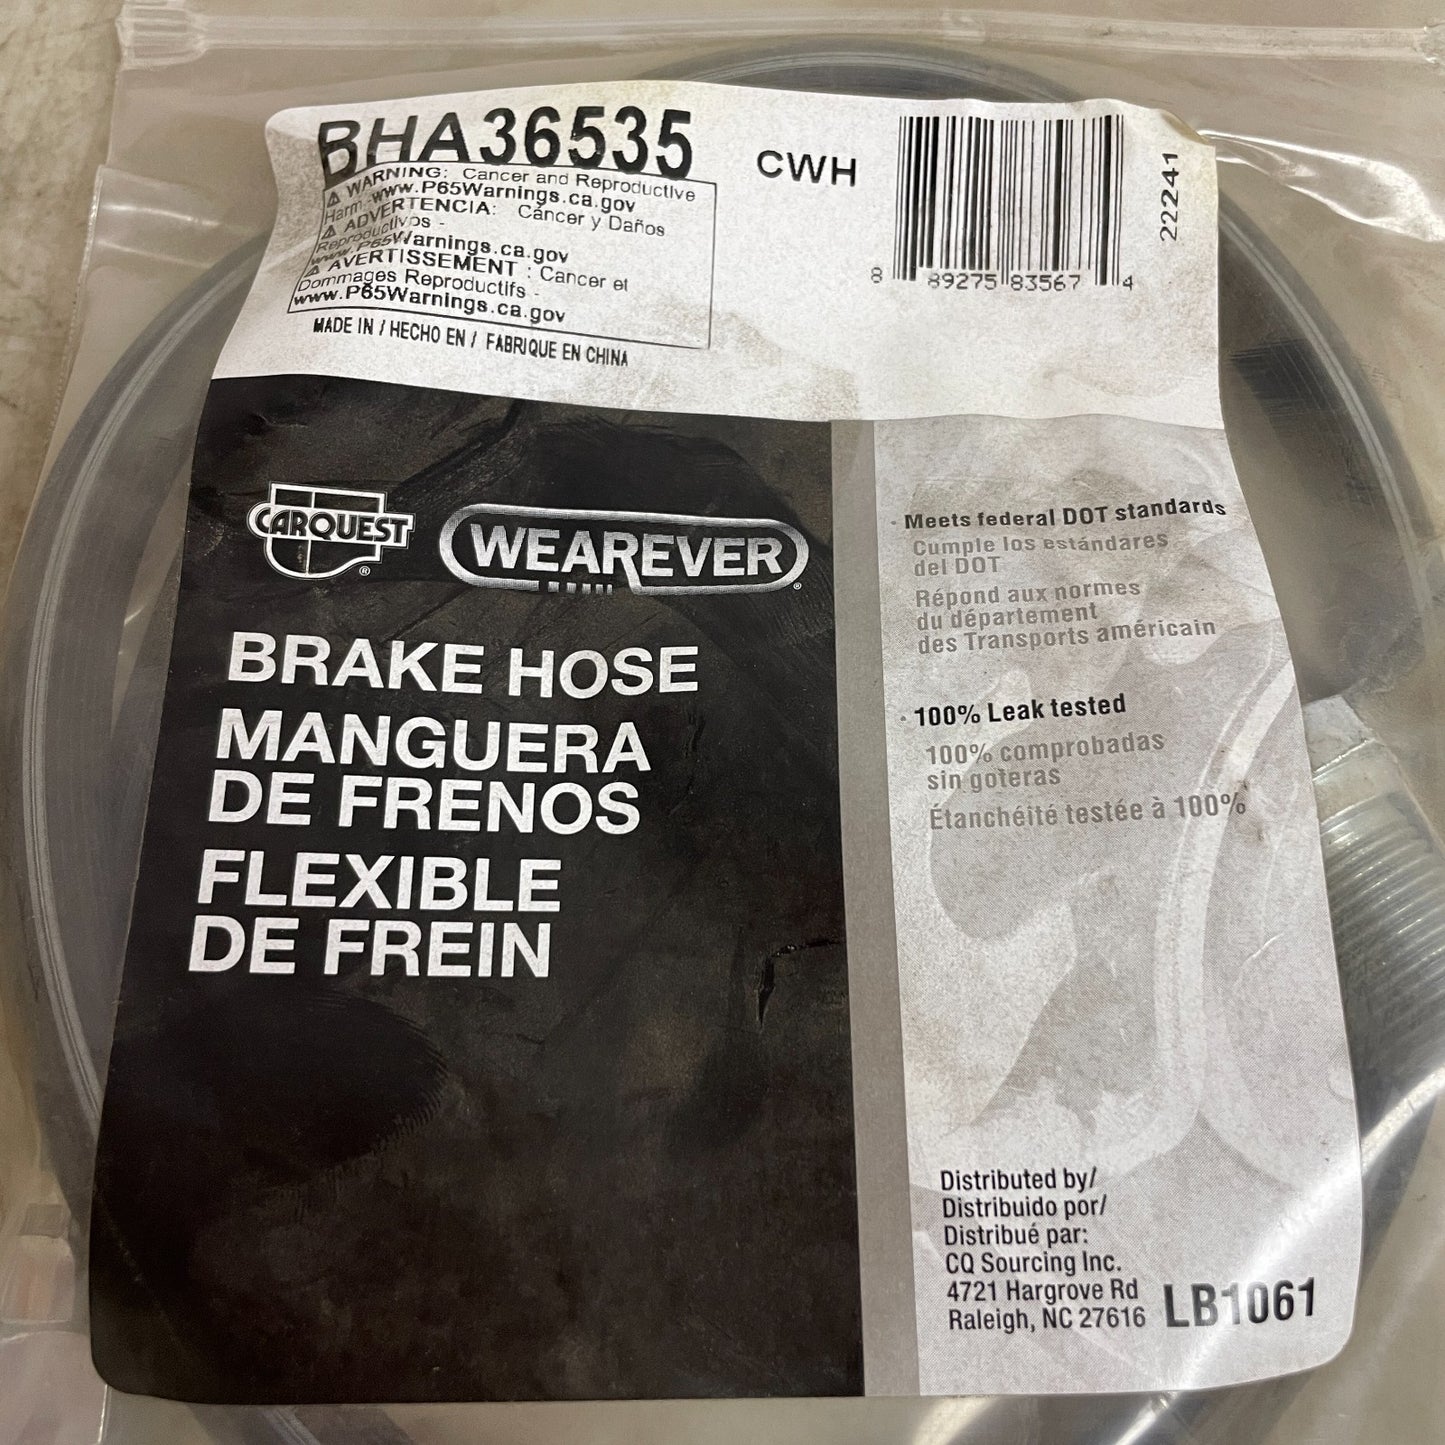 BHA36535
CWH
⚠ WARNING: Cancer and Reproductive
Harm -www.P65Warnings.ca.gov
⚠ ADVERTENCIA: Cáncer y Daños
Reproductivos -
www.P65Warnings.ca.gov
⚠ AVERTISSEMENT : Cancer et
Dommages Reproductifs -
www.P65Warnings.ca.gov
MADE IN / HECHO EN / FABRIQUE EN CHINA
8 89275 83567 4
22241
CARQUEST®
WEAREVER®
BRAKE HOSE
MANGUERA
DE FRENOS
FLEXIBLE
DE FREIN
· Meets federal DOT standards
Cumple los estándares
del DOT
Répond aux normes
du département
des Transports américain
· 100% Leak tested
100% comprobadas
sin goteras
Étanchéité testée à 100%
Distributed by/
Distribuido por/
Distribué par:
CQ Sourcing Inc.
4721 Hargrove Rd
Raleigh, NC 27616
LB1061